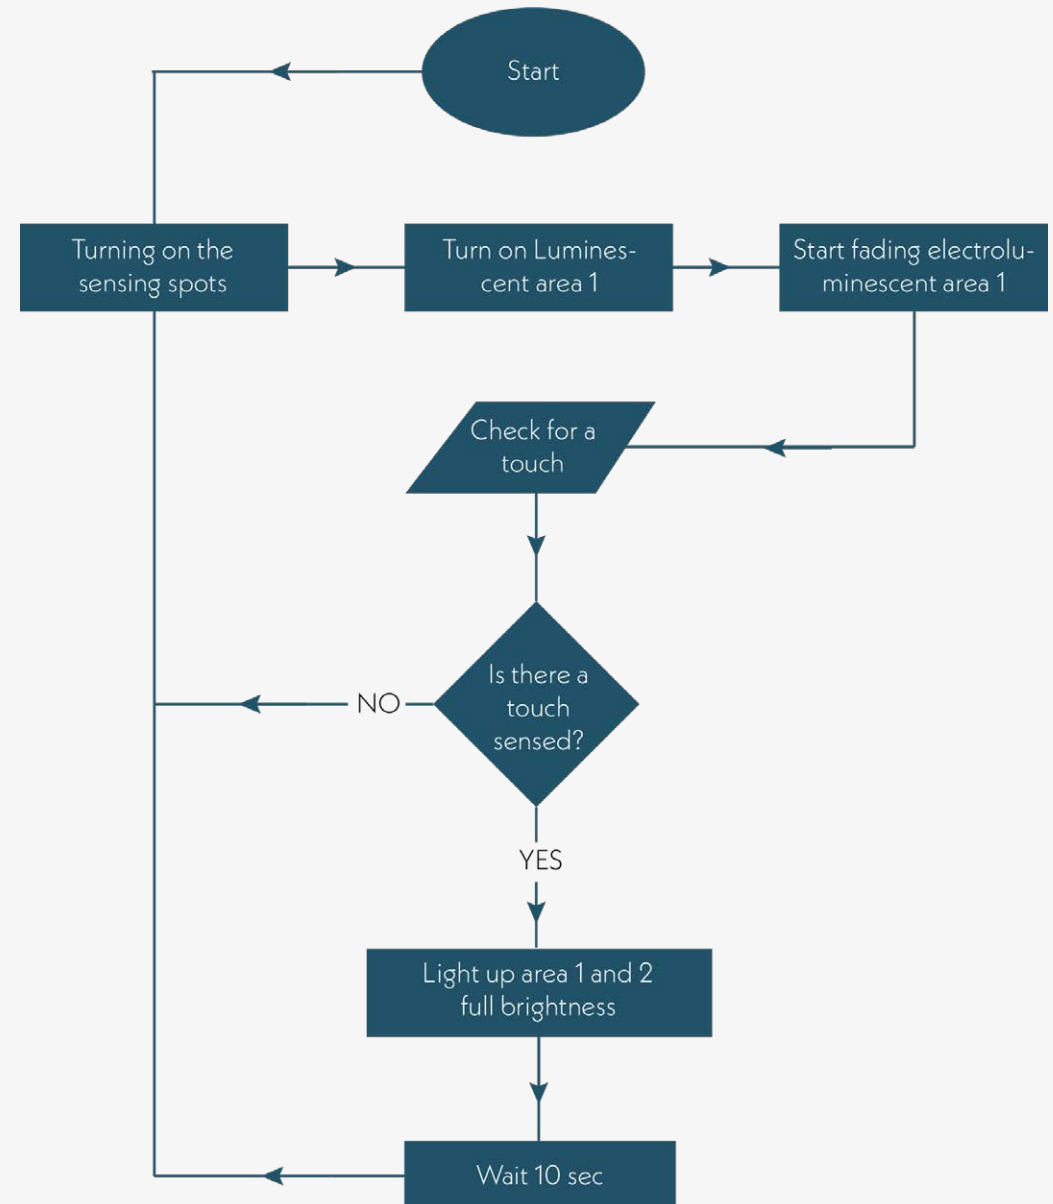 Start
Turning on the
sensing spots
Turn on Lumines-
cent area 1
Start fading electrolu-
minescent area 1
Check for a
touch
Is there a
touch
sensed?
NO
YES
Light up area 1 and 2
full brightness
Wait 10 sec